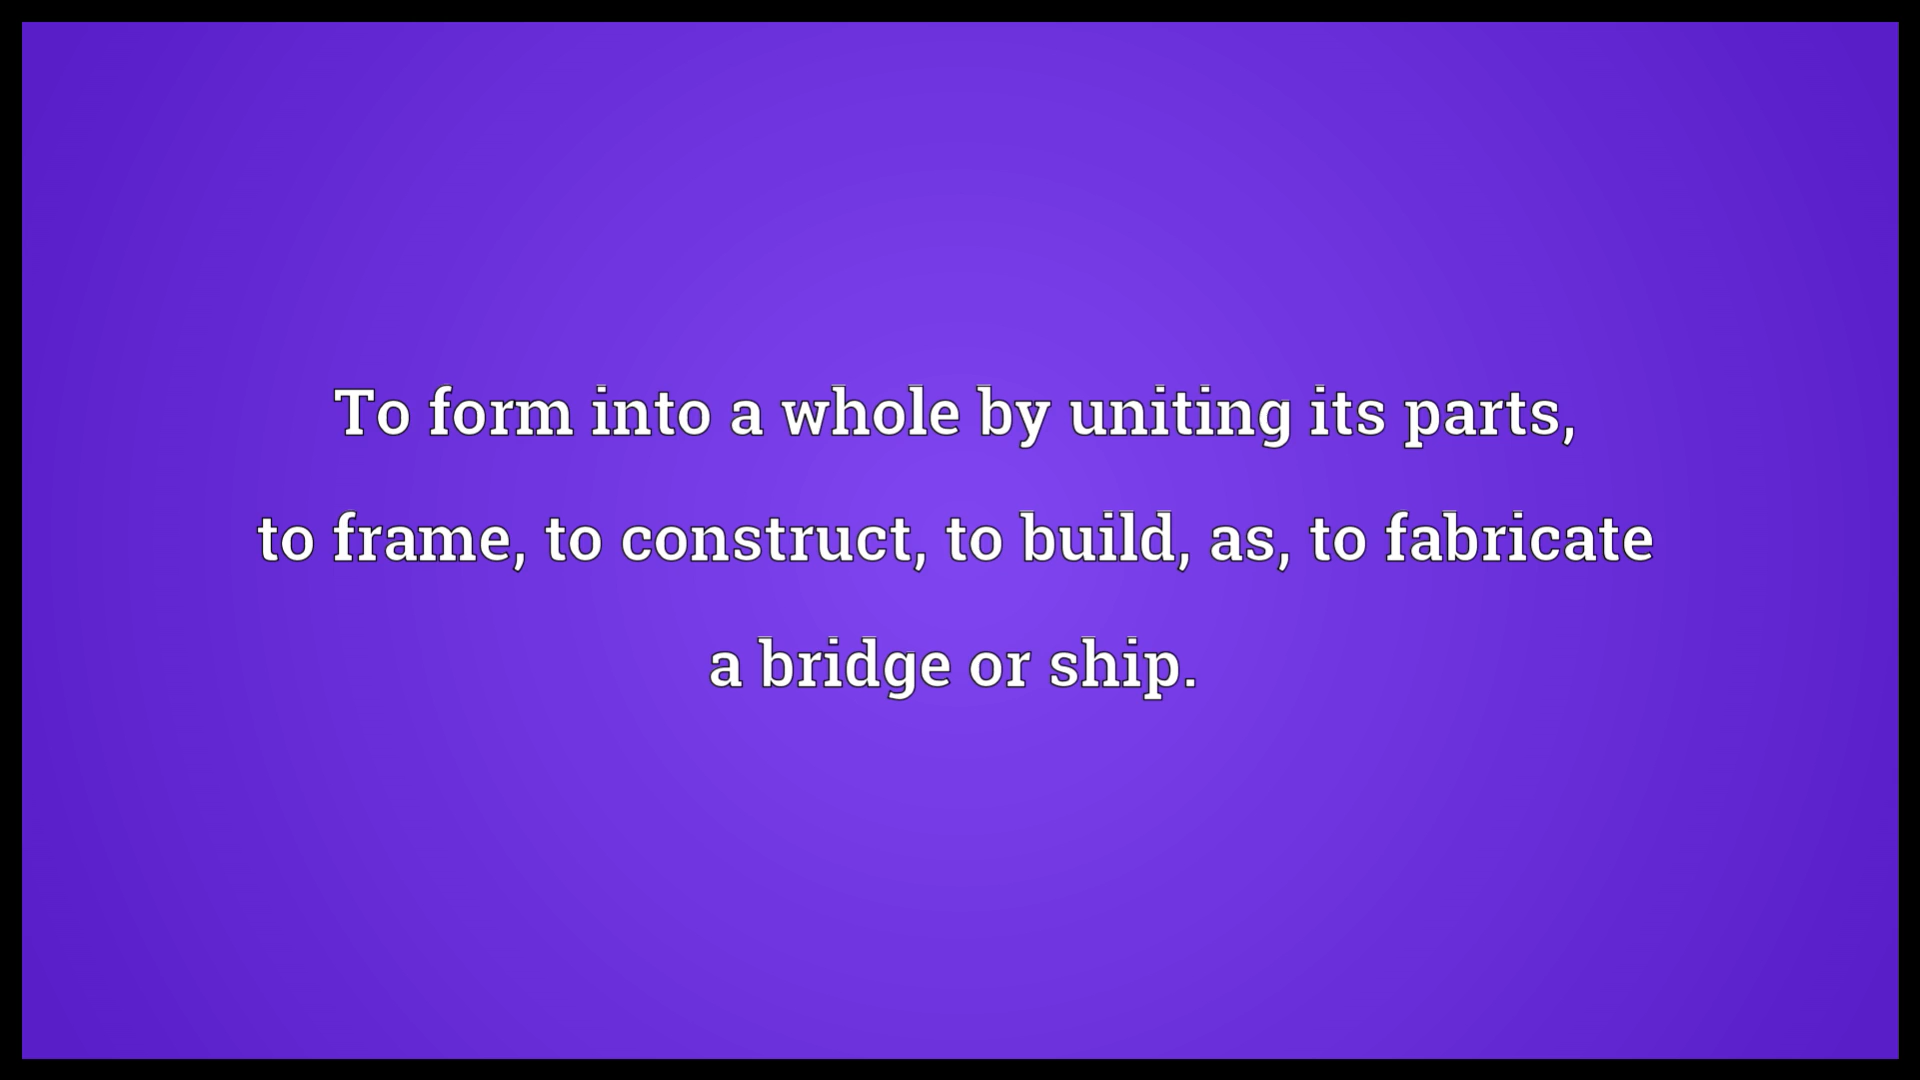 To form into a whole by uniting its parts,
to frame, to construct, to build, as, to fabricate
a bridge or ship.